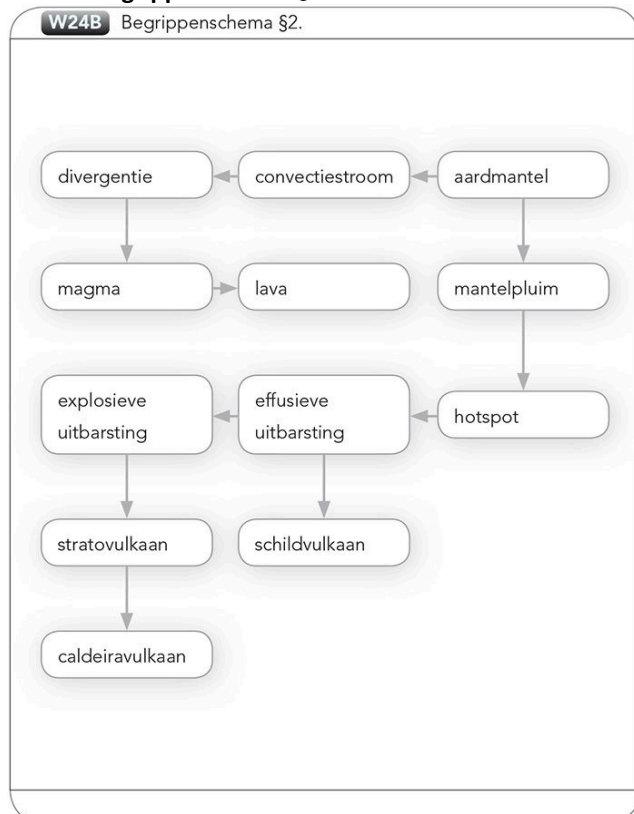 W24B Begrippenschema §2.
divergentie
convectiestroom
aardmantel
magma
lava
mantelpluim
explosieve
uitbarsting
effusieve
uitbarsting
hotspot
stratovulkaan
schildvulkaan
caldeiravulkaan